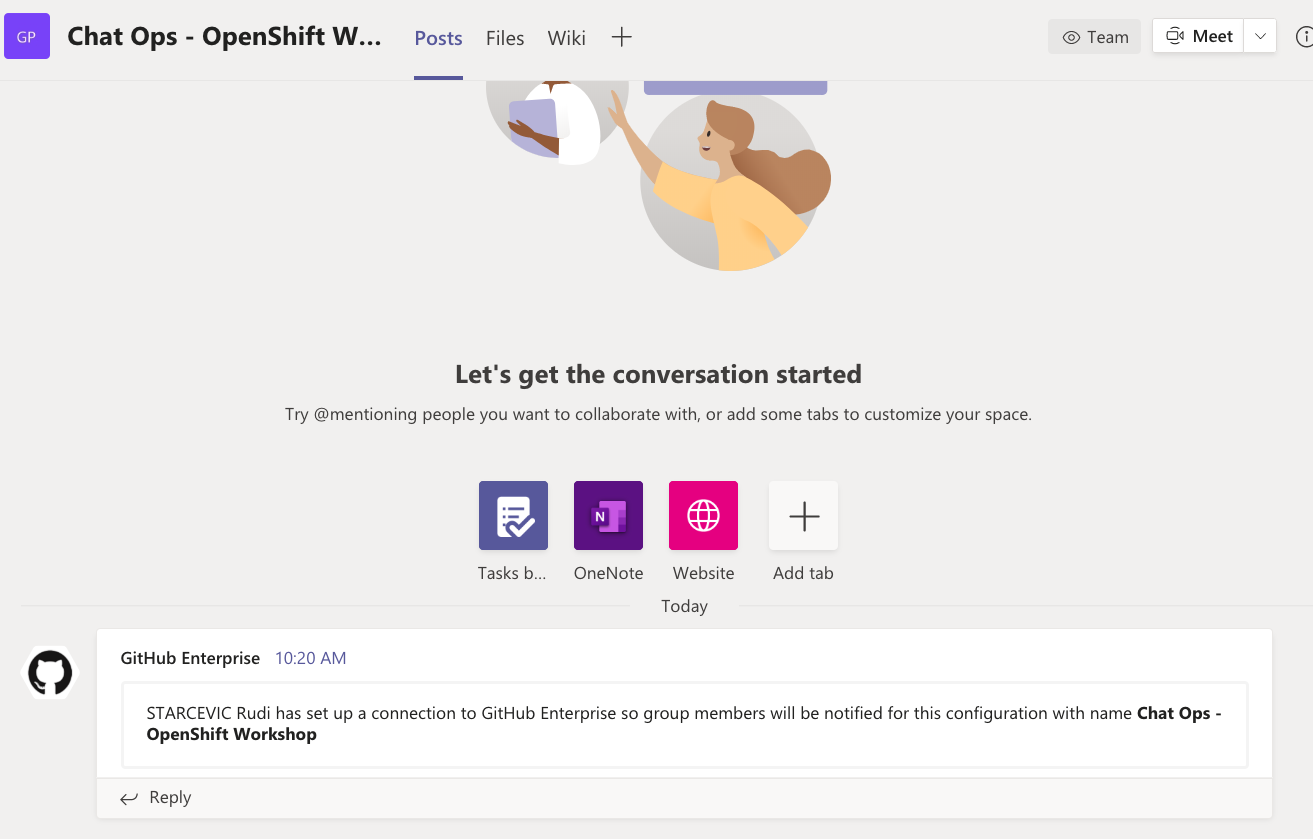 GP
Chat Ops - OpenShift W...
Posts
Files
Wiki
Team
Meet
Let's get the conversation started
Try @mentioning people you want to collaborate with, or add some tabs to customize your space.
N
Tasks b...
OneNote
Website
Add tab
Today
GitHub Enterprise 10:20 AM
STARCEVIC Rudi has set up a connection to GitHub Enterprise so group members will be notified for this configuration with name Chat Ops -
OpenShift Workshop
Reply